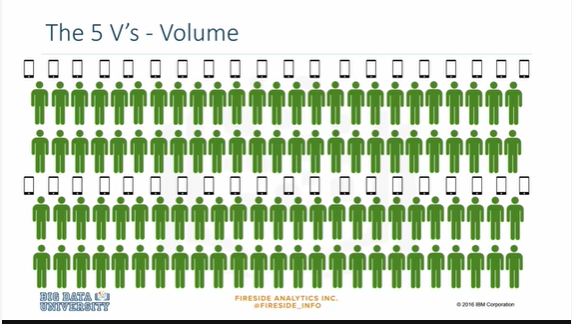 The 5 V's - Volume
BIG DATA
UNIVERSITY
FIRESIDE ANALYTICS INC.
@FIRESIDE_INFO
© 2016 IBM Corporation